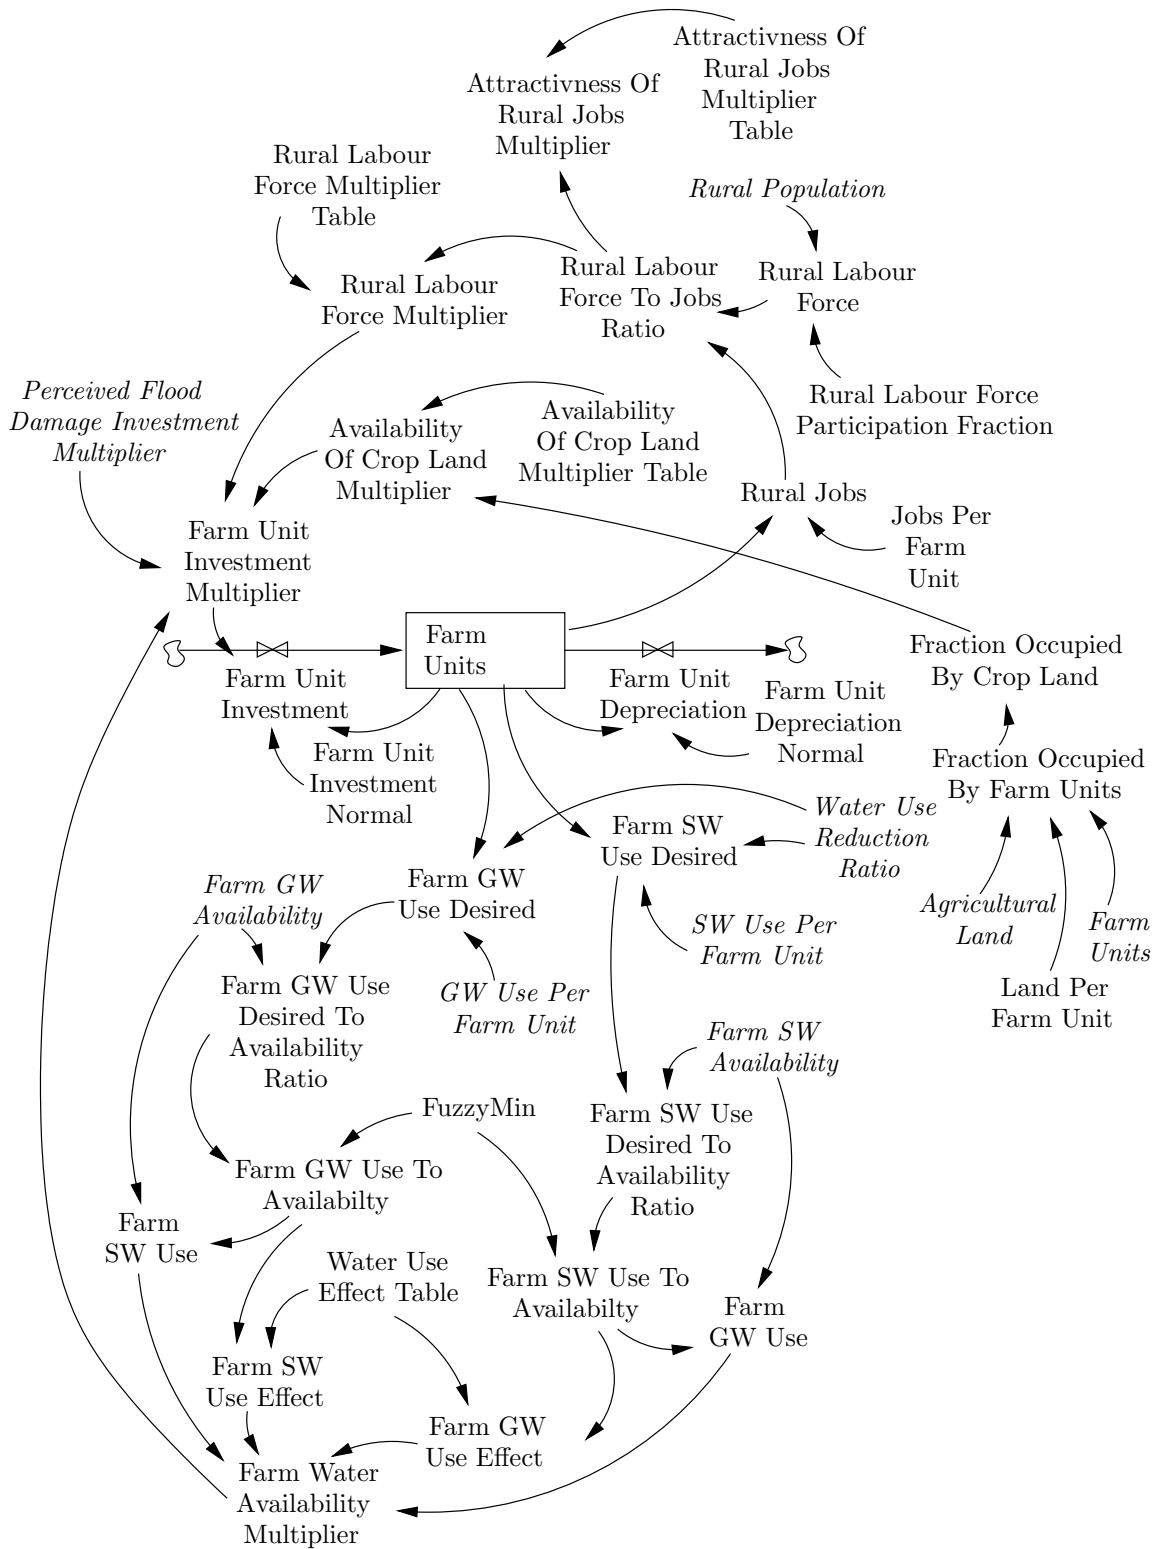 Attractivness Of
Rural Jobs
Multiplier
Table
Attractivness Of
Rural Jobs
Multiplier
Rural Labour
Force Multiplier
Table
Rural Population
Rural Labour
Force To Jobs
Ratio
Rural Labour
Force
Rural Labour
Force Multiplier
Perceived Flood
Damage Investment
Multiplier
Availability
Of Crop Land
Multiplier
Availability
Of Crop Land
Multiplier Table
Rural Labour Force
Participation Fraction
Rural Jobs
Jobs Per
Farm
Unit
Farm Unit
Investment
Multiplier
Farm
Units
Fraction Occupied
By Crop Land
Farm Unit
Investment
Farm Unit
Depreciation
Farm Unit
Depreciation
Normal
Farm Unit
Investment
Normal
Fraction Occupied
By Farm Units
Water Use
Reduction
Ratio
Farm SW
Use Desired
Farm GW
Use Desired
Farm GW
Availability
Agricultural
Land
Farm
Units
SW Use Per
Farm Unit
Farm GW Use
Desired To
Availability
Ratio
GW Use Per
Farm Unit
Land Per
Farm Unit
Farm SW
Availability
FuzzyMin
Farm SW Use
Desired To
Availability
Ratio
Farm GW Use To
Availabilty
Farm
SW Use
Water Use
Effect Table
Farm SW Use To
Availabilty
Farm
GW Use
Farm SW
Use Effect
Farm GW
Use Effect
Farm Water
Availability
Multiplier